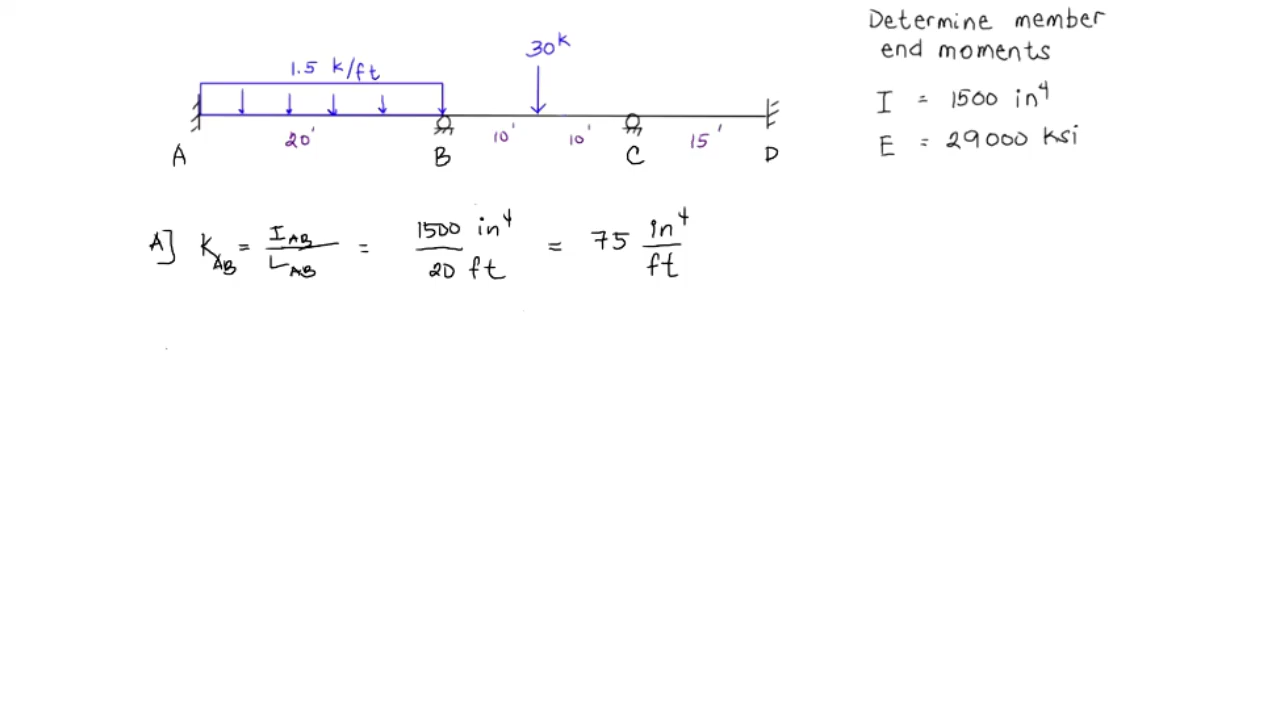 Determine member
end moments
I = 1500 in⁴
E = 29000 ksi
30k
1.5 k/ft
20'
10'
10'
15'
A
B
C
D
A] K_AB = I_AB / L_AB = 1500 in⁴ / 20 ft = 75 in⁴ / ft